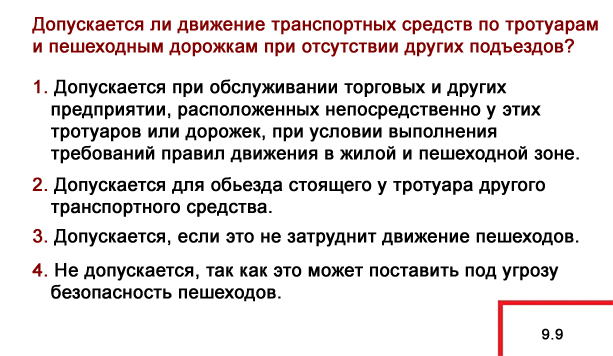 Допускается ли движение транспортных средств по тротуарам
и пешеходным дорожкам при отсутствии других подъездов?
1. Допускается при обслуживании торговых и других
предприятии, расположенных непосредственно у этих
тротуаров или дорожек, при условии выполнения
требований правил движения в жилой и пешеходной зоне.
2. Допускается для обьезда стоящего у тротуара другого
транспортного средства.
3. Допускается, если это не затруднит движение пешеходов.
4. Не допускается, так как это может поставить под угрозу
безопасность пешеходов.
9.9